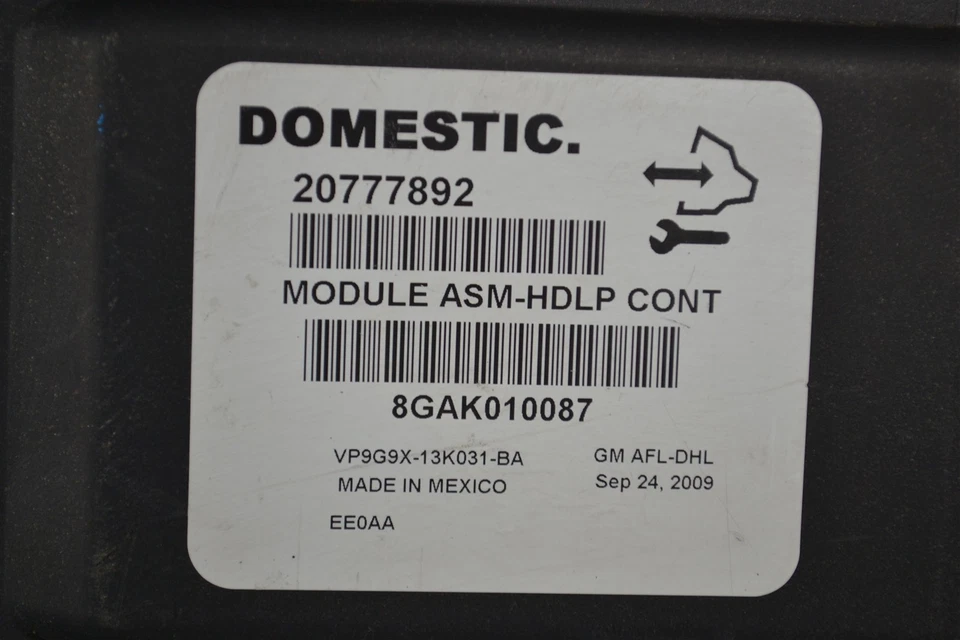 DOMESTIC.
20777892
MODULE ASM-HDLP CONT
8GAK010087
VP9G9X-13K031-BA
GM AFL-DHL
MADE IN MEXICO
Sep 24, 2009
EE0AA